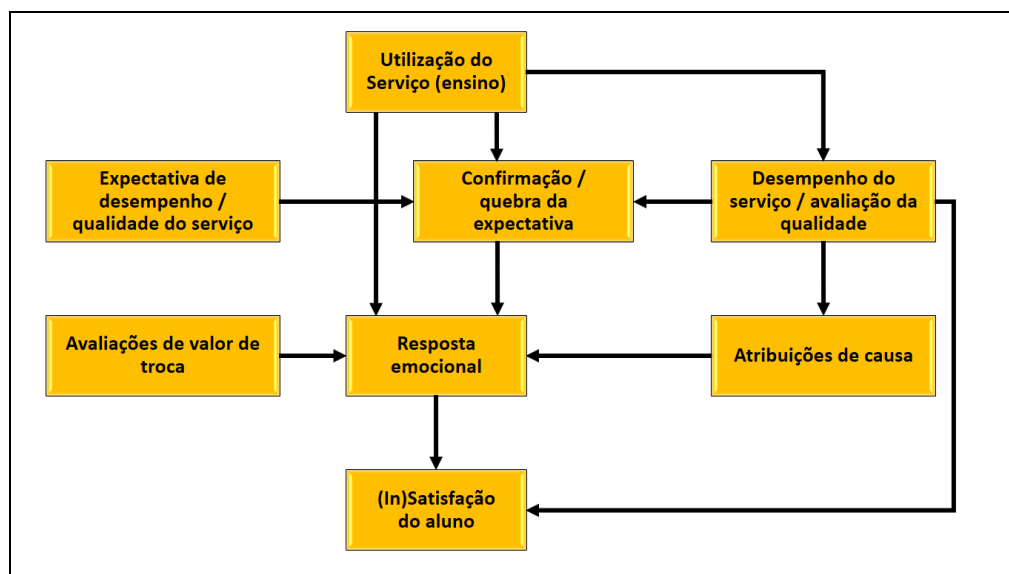 Utilização do
Serviço (ensino)
Expectativa de
desempenho /
qualidade do serviço
Confirmação /
quebra da
expectativa
Desempenho do
serviço / avaliação da
qualidade
Avaliações de valor de
troca
Resposta
emocional
Atribuições de causa
(In)Satisfação
do aluno